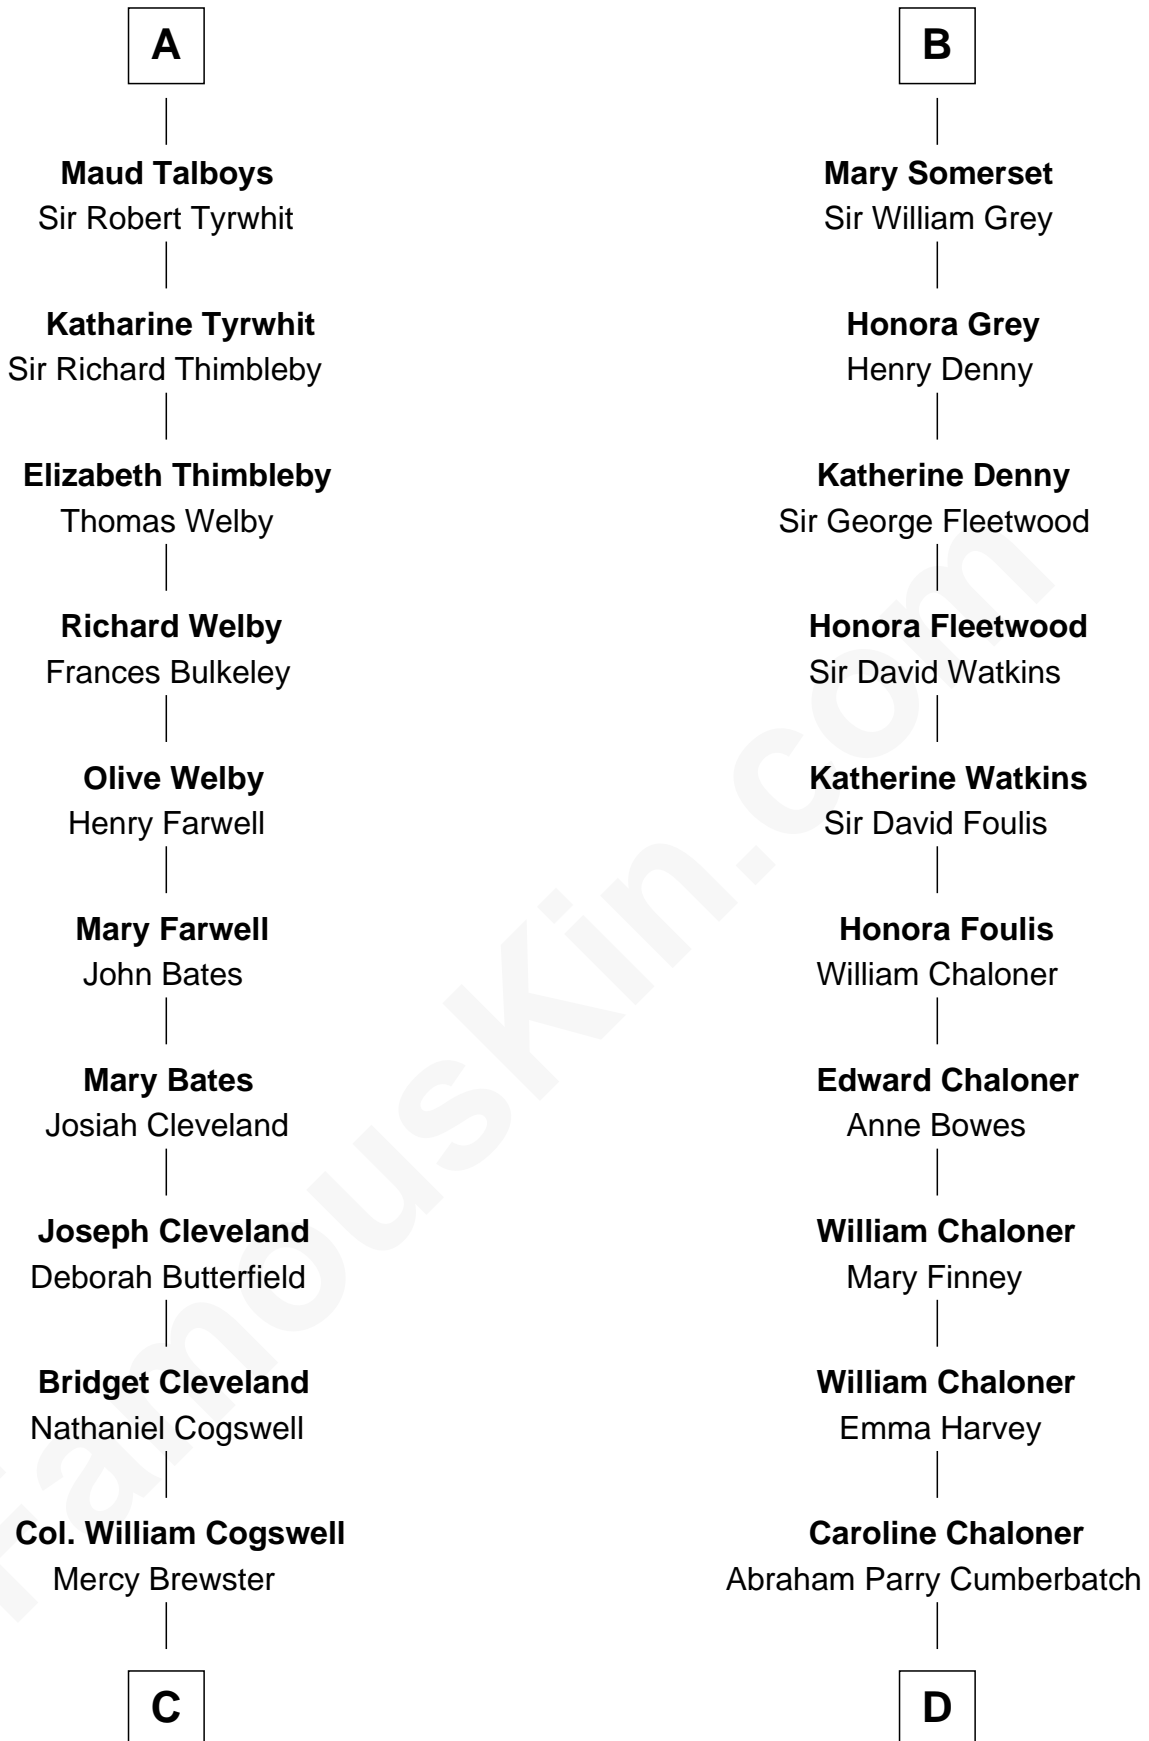 A
Maud Talboys
Sir Robert Tyrwhit
Katharine Tyrwhit
Sir Richard Thimbleby
Elizabeth Thimbleby
Thomas Welby
Richard Welby
Frances Bulkeley
Olive Welby
Henry Farwell
Mary Farwell
John Bates
Mary Bates
Josiah Cleveland
Joseph Cleveland
Deborah Butterfield
Bridget Cleveland
Nathaniel Cogswell
Col. William Cogswell
Mercy Brewster
C
B
Mary Somerset
Sir William Grey
Honora Grey
Henry Denny
Katherine Denny
Sir George Fleetwood
Honora Fleetwood
Sir David Watkins
Katherine Watkins
Sir David Foulis
Honora Foulis
William Chaloner
Edward Chaloner
Anne Bowes
William Chaloner
Mary Finney
William Chaloner
Emma Harvey
Caroline Chaloner
Abraham Parry Cumberbatch
D
FamousKin.com